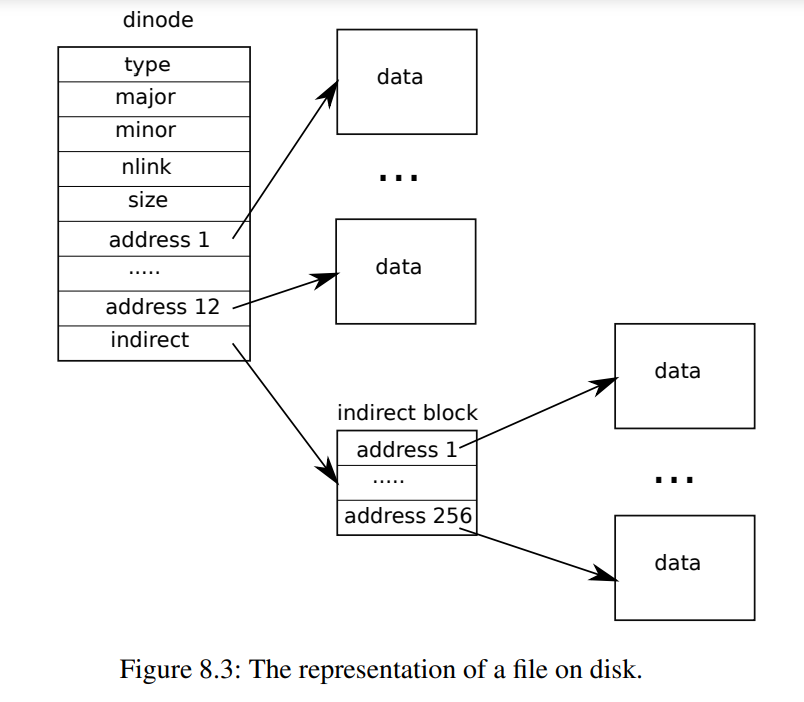 dinode
type
major
minor
nlink
size
address 1
.....
address 12
indirect
data
...
data
indirect block
address 1
.....
address 256
data
...
data
Figure 8.3: The representation of a file on disk.